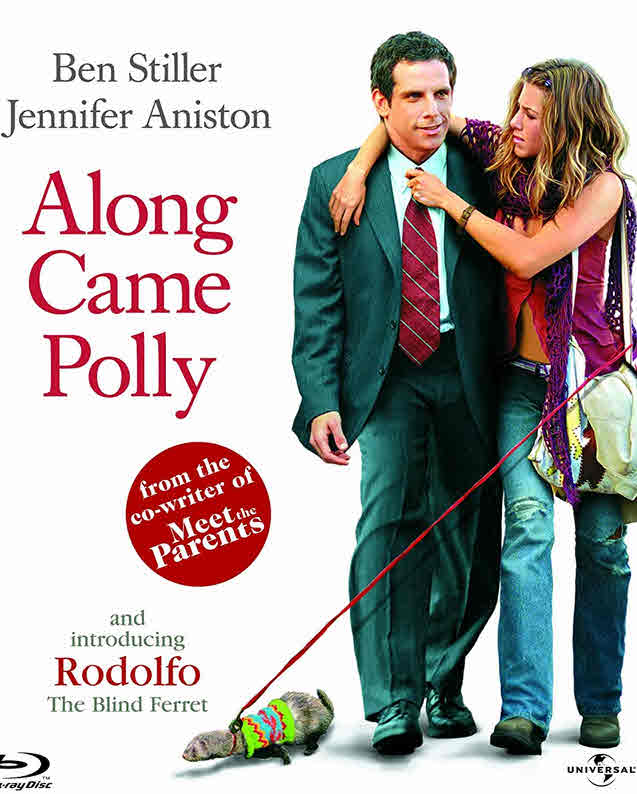 Ben Stiller
Jennifer Aniston
Along
Came
Polly
from the
co-writer of
Meet the
Parents
and
introducing
Rodolfo
The Blind Ferret
UNIVERSAL